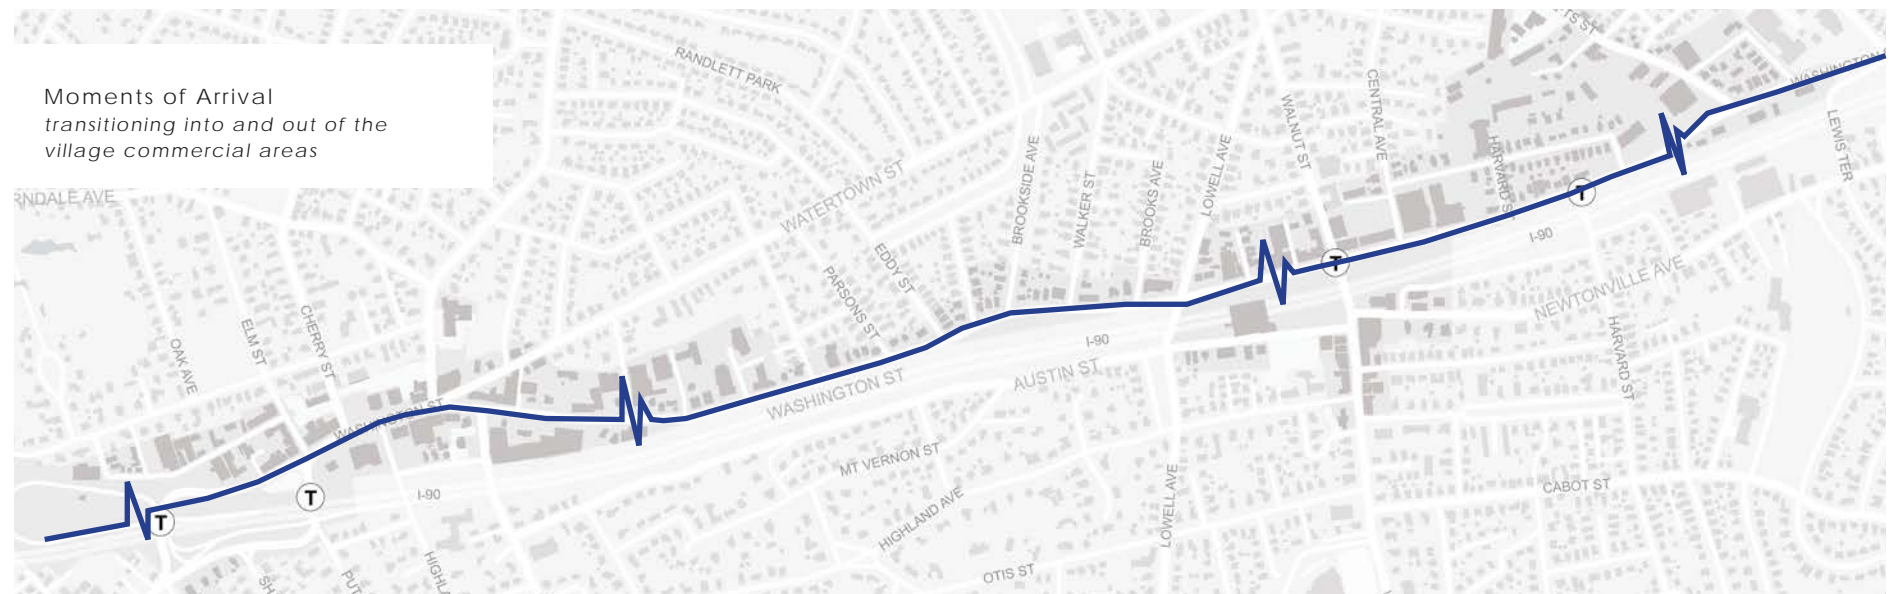 Moments of Arrival
transitioning into and out of the
village commercial areas
RANDLETT PARK
WATERTOWN ST
BROOKSIDE AVE
WALKER ST
BROOKS AVE
LOWELL AVE
WALNUT ST
CENTRAL AVE
HARVARD ST
WASHINGTON
LEWIS TER
OAK AVE
ELM ST
CHERRY ST
WASHINGTON ST
PARSONS ST
EDDY ST
I-90
NEWTONVILLE AVE
HARVARD ST
I-90
AUSTIN ST
WASHINGTON ST
T
T
T
T
I-90
MT VERNON ST
HIGHLAND AVE
LOWELL AVE
CABOT ST
OTIS ST